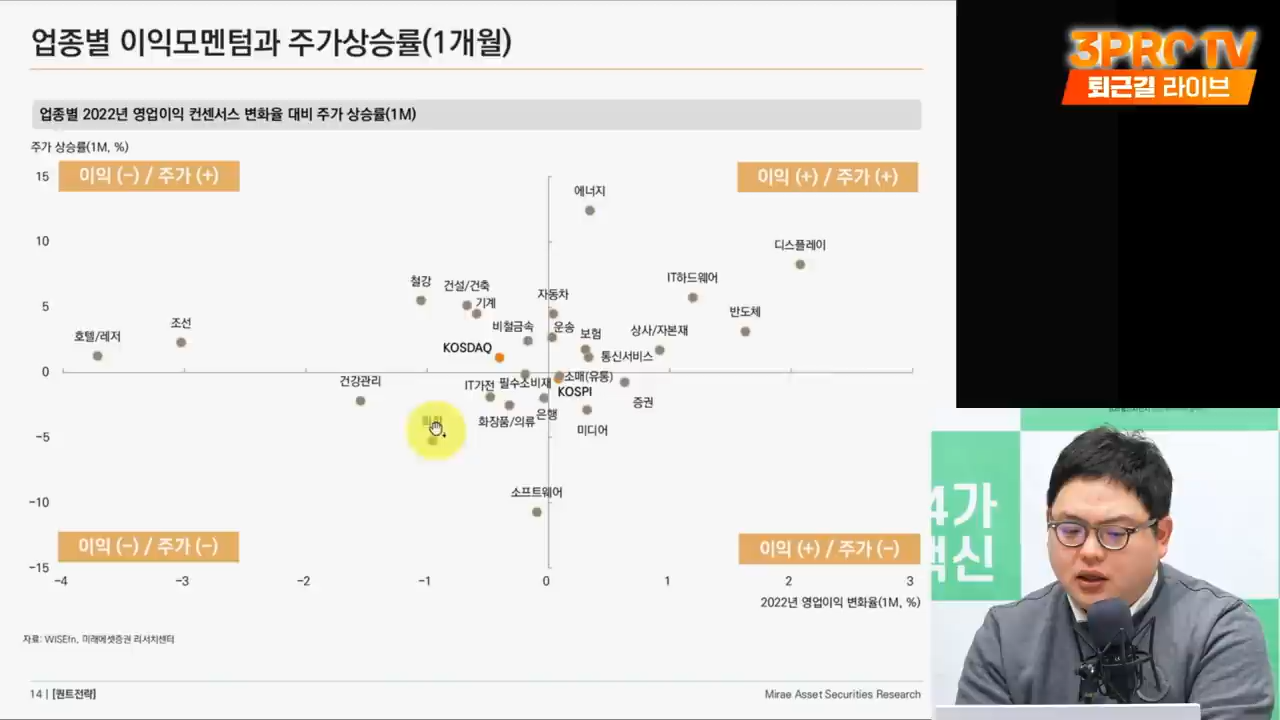 업종별 이익모멘텀과 주가상승률(1개월)
3PROTV
퇴근길 라이브
업종별 2022년 영업이익 컨센서스 변화율 대비 주가 상승률(1M)
주가 상승률(1M, %)
15
이익 (-) / 주가 (+)
이익 (+) / 주가 (+)
에너지
10
디스플레이
철강
건설/건축
IT하드웨어
자동차
5
기계
반도체
호텔/레저
조선
비철금속
운송
보험
상사/자본재
KOSDAQ
통신서비스
0
건강관리
IT가전
필수소비재
소매(유통)
KOSPI
증권
화장품/의류
은행
미디어
-5
소프트웨어
-10
이익 (-) / 주가 (-)
이익 (+) / 주가 (-)
-15
-4
-3
-2
-1
0
1
2
3
2022년 영업이익 변화율(1M, %)
자료: WISEfn, 미래에셋증권 리서치센터
14 | [퀀트전략]
Mirae Asset Securities Research
4가
혁신